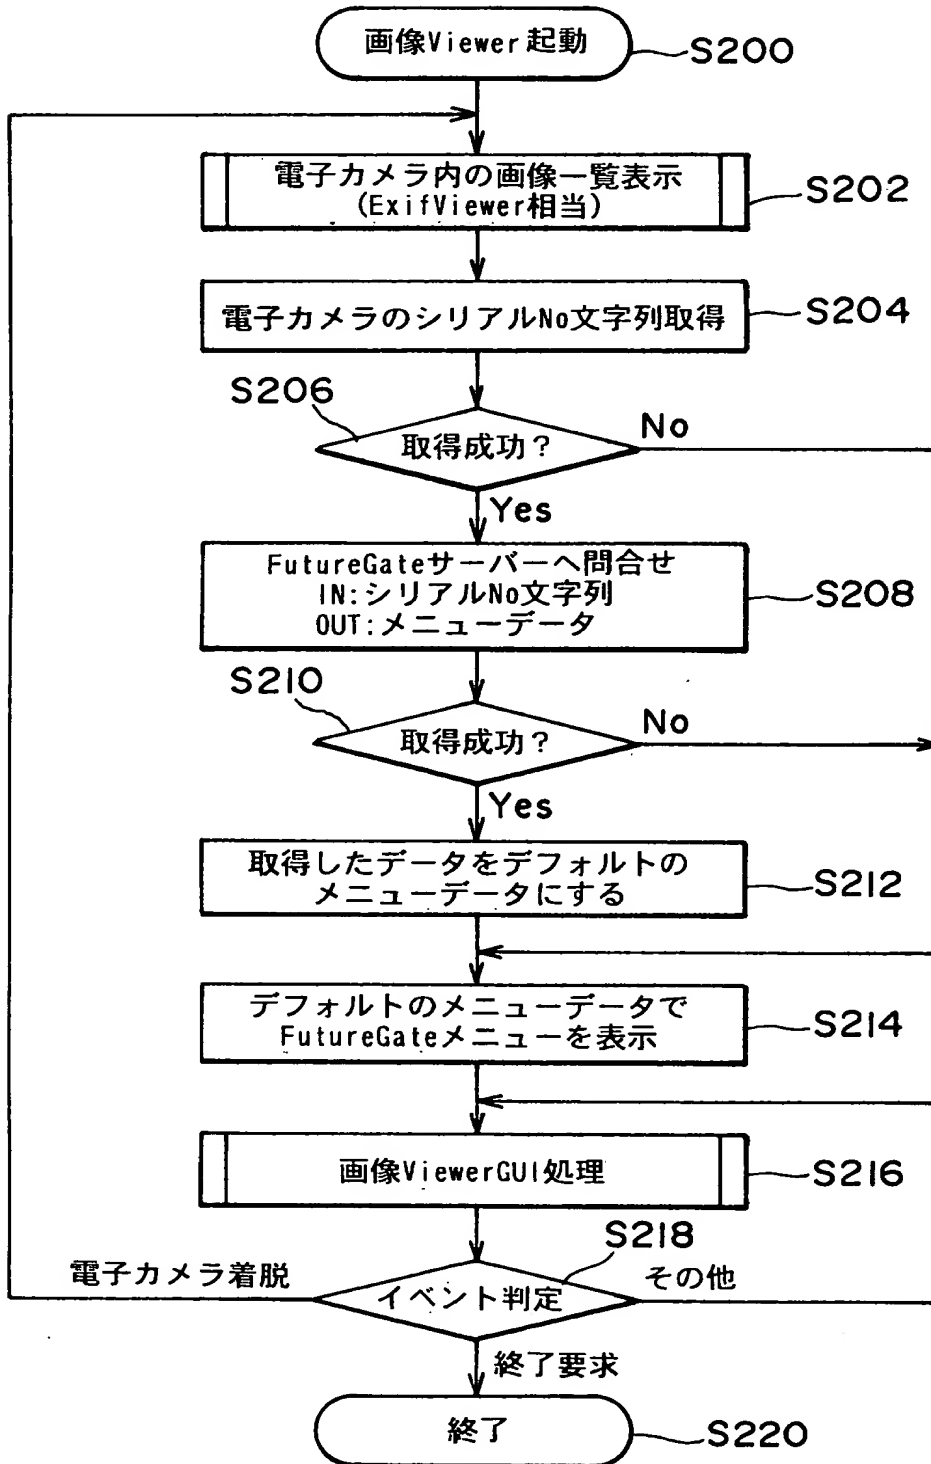 画像Viewer起動
S200
電子カメラ内の画像一覧表示
(ExifViewer相当)
S202
電子カメラのシリアルNo文字列取得
S204
S206
取得成功?
No
Yes
FutureGateサーバーへ問合せ
IN:シリアルNo文字列
OUT:メニューデータ
S208
S210
取得成功?
No
Yes
取得したデータをデフォルトの
メニューデータにする
S212
デフォルトのメニューデータで
FutureGateメニューを表示
S214
画像ViewerGUI処理
S216
S218
電子カメラ着脱
イベント判定
その他
終了要求
終了
S220